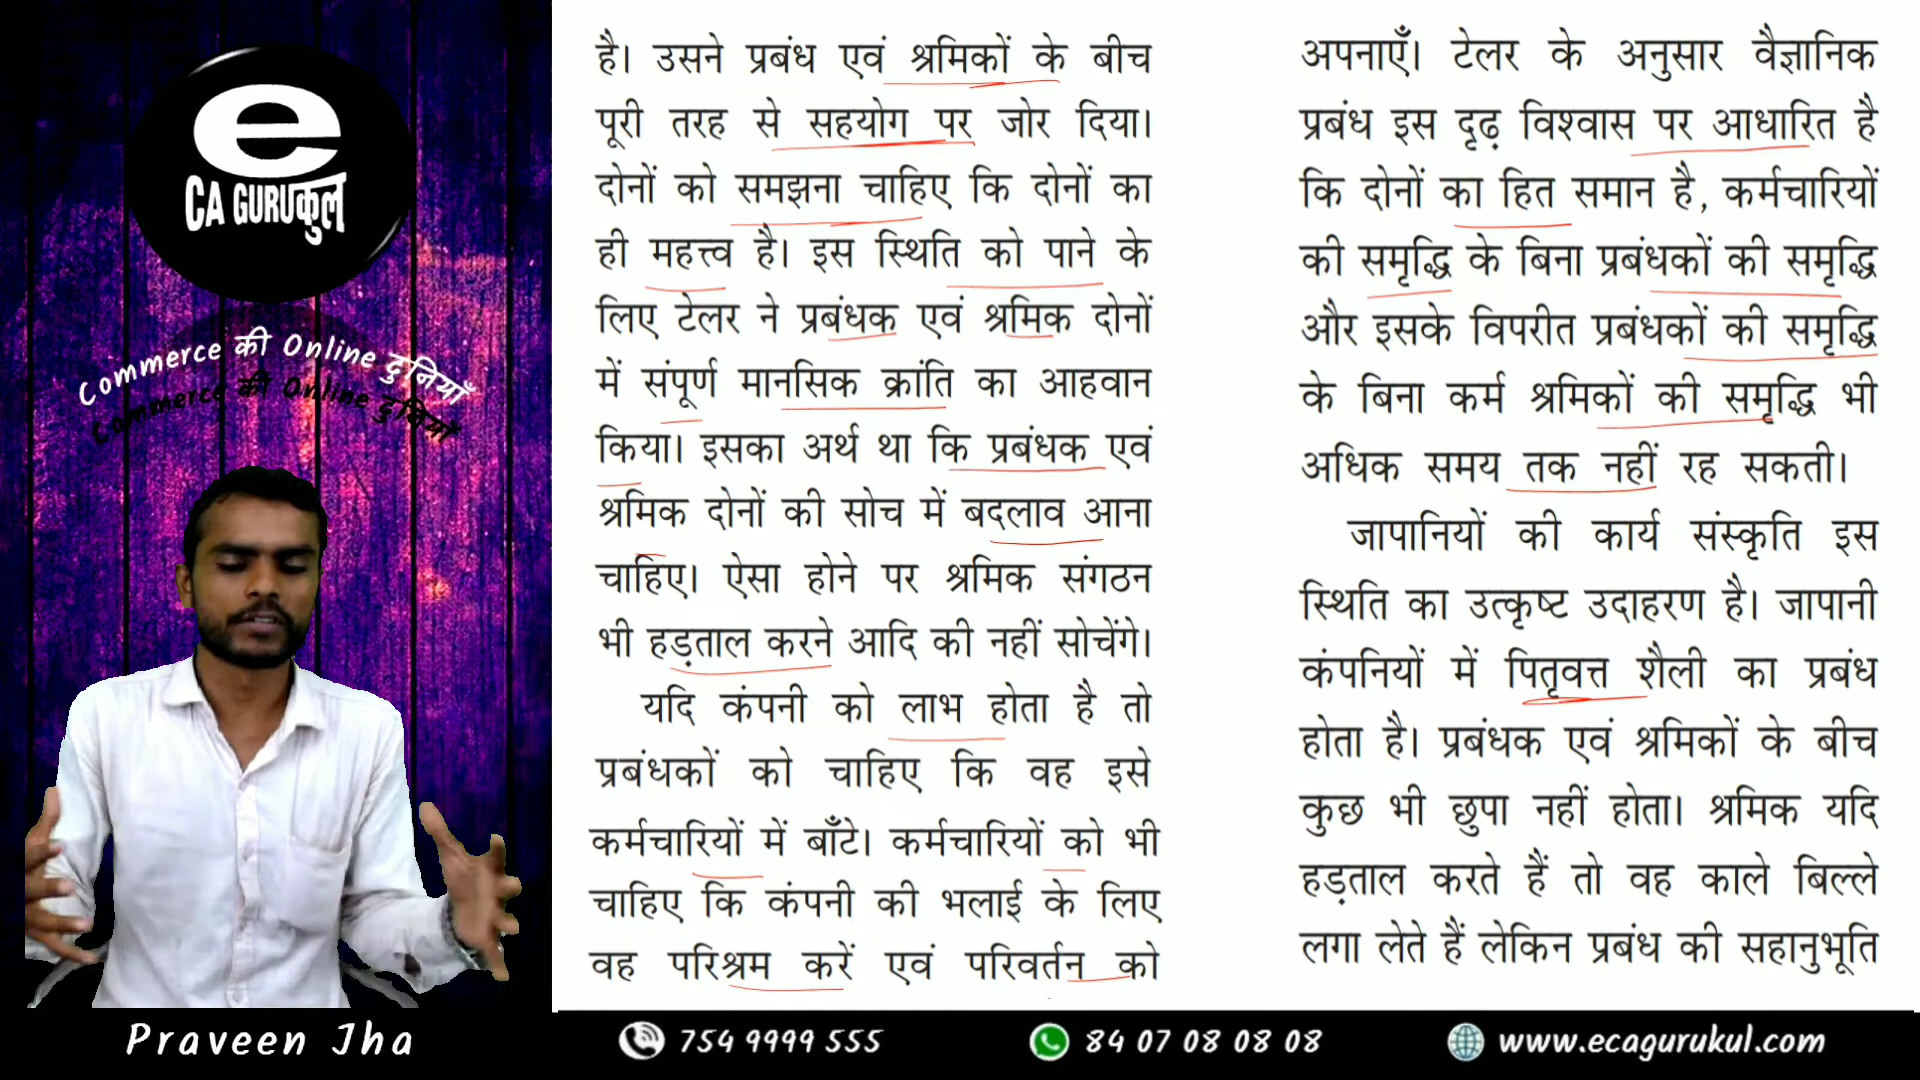 e
CA GURUकुल
Commerce की Online दुनियाँ
Commerce की Online दुनियाँ
है। उसने प्रबंध एवं श्रमिकों के बीच
पूरी तरह से सहयोग पर जोर दिया।
दोनों को समझना चाहिए कि दोनों का
ही महत्त्व है। इस स्थिति को पाने के
लिए टेलर ने प्रबंधक एवं श्रमिक दोनों
में संपूर्ण मानसिक क्रांति का आहवान
किया। इसका अर्थ था कि प्रबंधक एवं
श्रमिक दोनों की सोच में बदलाव आना
चाहिए। ऐसा होने पर श्रमिक संगठन
भी हड़ताल करने आदि की नहीं सोचेंगे।
यदि कंपनी को लाभ होता है तो
प्रबंधकों को चाहिए कि वह इसे
कर्मचारियों में बाँटे। कर्मचारियों को भी
चाहिए कि कंपनी की भलाई के लिए
वह परिश्रम करें एवं परिवर्तन को
अपनाएँ। टेलर के अनुसार वैज्ञानिक
प्रबंध इस दृढ़ विश्वास पर आधारित है
कि दोनों का हित समान है, कर्मचारियों
की समृद्धि के बिना प्रबंधकों की समृद्धि
और इसके विपरीत प्रबंधकों की समृद्धि
के बिना कर्म श्रमिकों की समृद्धि भी
अधिक समय तक नहीं रह सकती।
जापानियों की कार्य संस्कृति इस
स्थिति का उत्कृष्ट उदाहरण है। जापानी
कंपनियों में पितृवत्त शैली का प्रबंध
होता है। प्रबंधक एवं श्रमिकों के बीच
कुछ भी छुपा नहीं होता। श्रमिक यदि
हड़ताल करते हैं तो वह काले बिल्ले
लगा लेते हैं लेकिन प्रबंध की सहानुभूति
Praveen Jha
754 9999 555
84 07 08 08 08
www.ecagurukul.com